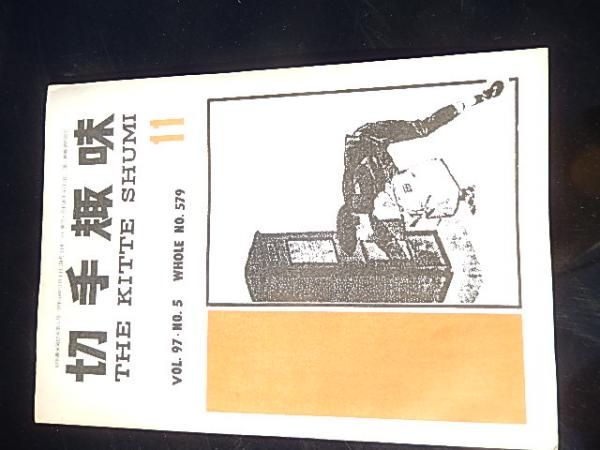 切手趣味
THE KITTE SHUMI
11
VOL. 97 · NO. 5 WHOLE NO. 579